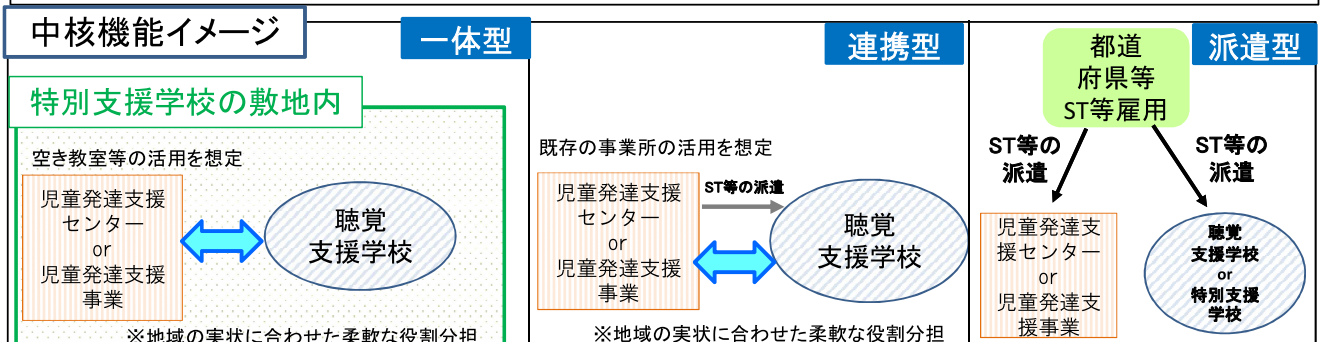 中核機能イメージ
一体型
特別支援学校の敷地内
空き教室等の活用を想定
児童発達支援
センター
or
児童発達支援
事業
聴覚
支援学校
※地域の実状に合わせた柔軟な役割分担
連携型
既存の事業所の活用を想定
児童発達支援
センター
or
児童発達支援
事業
ST等の派遣
聴覚
支援学校
※地域の実状に合わせた柔軟な役割分担
派遣型
都道
府県等
ST等雇用
ST等の
派遣
ST等の
派遣
児童発達支
援センター
or
児童発達支
援事業
聴覚
支援学校
or
特別支援
学校